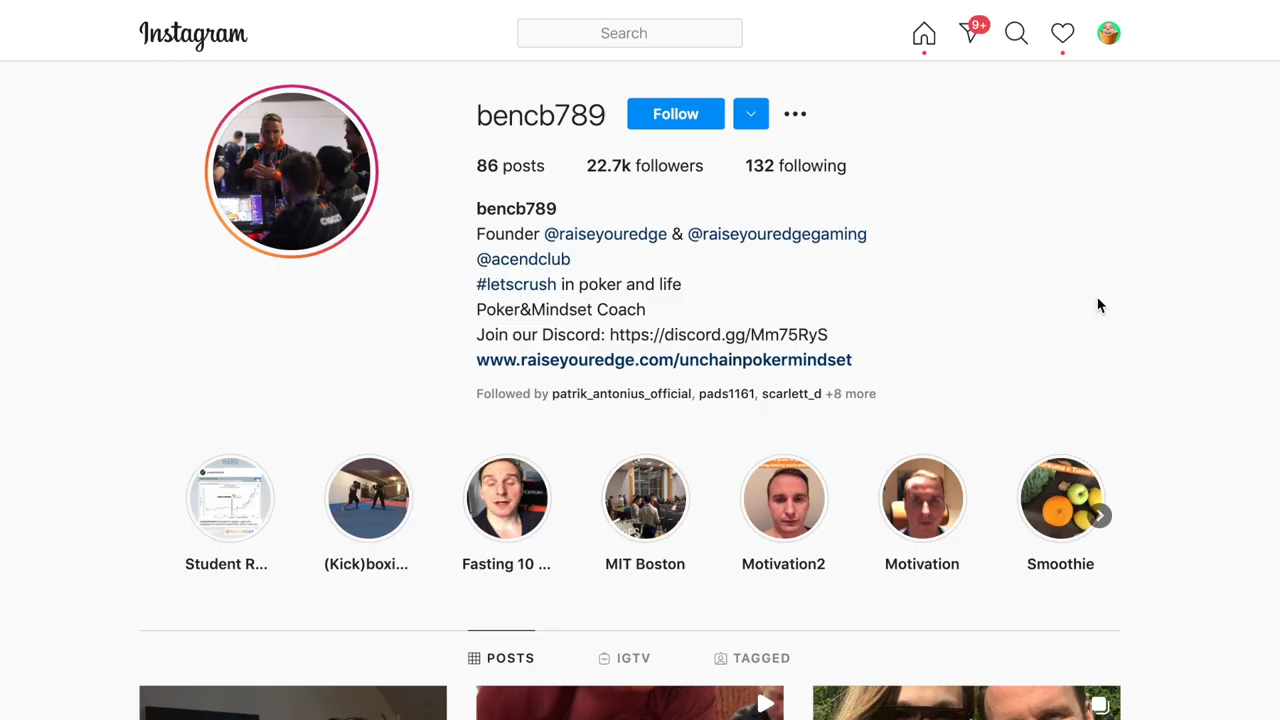 Instagram
Search
9+
bencb789
Follow
86 posts
22.7k followers
132 following
bencb789
Founder @raiseyouredge & @raiseyouredgegaming
@acendclub
#letscrush in poker and life
Poker&Mindset Coach
Join our Discord: https://discord.gg/Mm75RyS
www.raiseyouredge.com/unchainpokermindset
Followed by patrik_antonius_official, pads1161, scarlett_d +8 more
Student R...
(Kick)boxi...
Fasting 10 ...
MIT Boston
Motivation2
Motivation
Smoothie
POSTS
IGTV
TAGGED